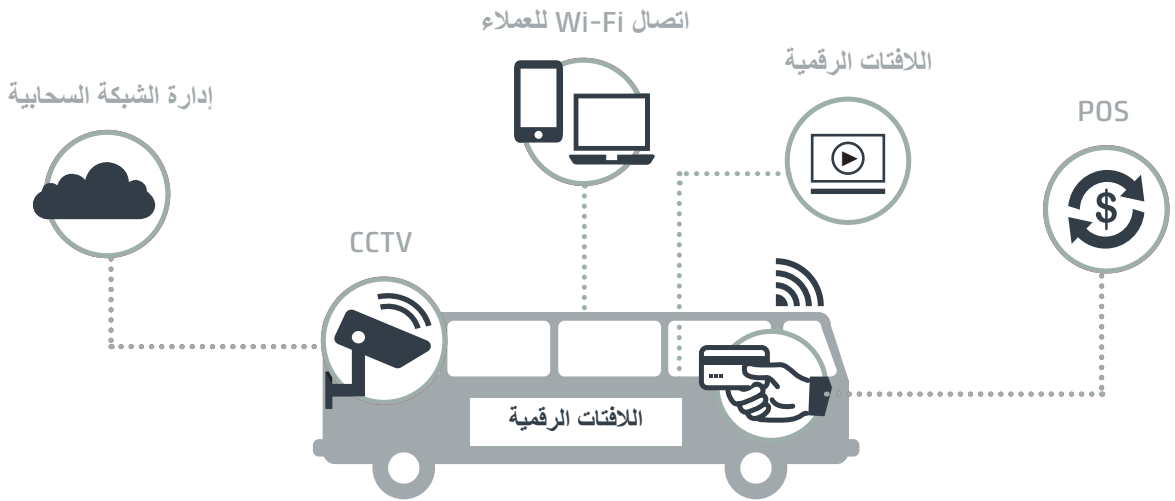 اتصال Wi-Fi للعملاء
اللافتات الرقمية
إدارة الشبكة السحابية
POS
CCTV
$
اللافتات الرقمية